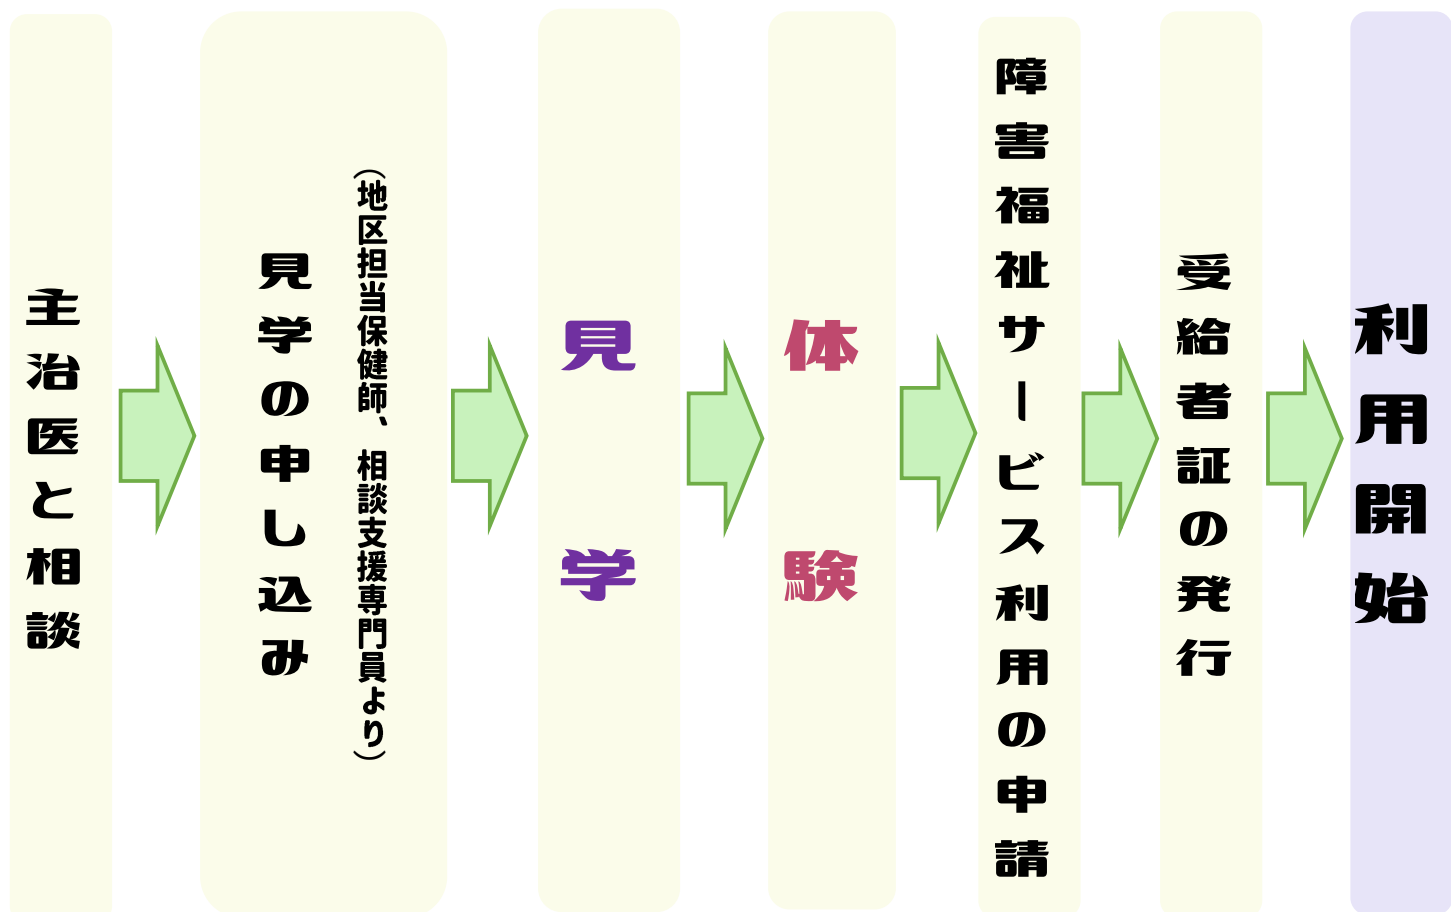 主治医と相談
見学の申し込み
(地区担当保健師、相談支援専門員より)
見学
体験
障害福祉サービス利用の申請
受給者証の発行
利用開始